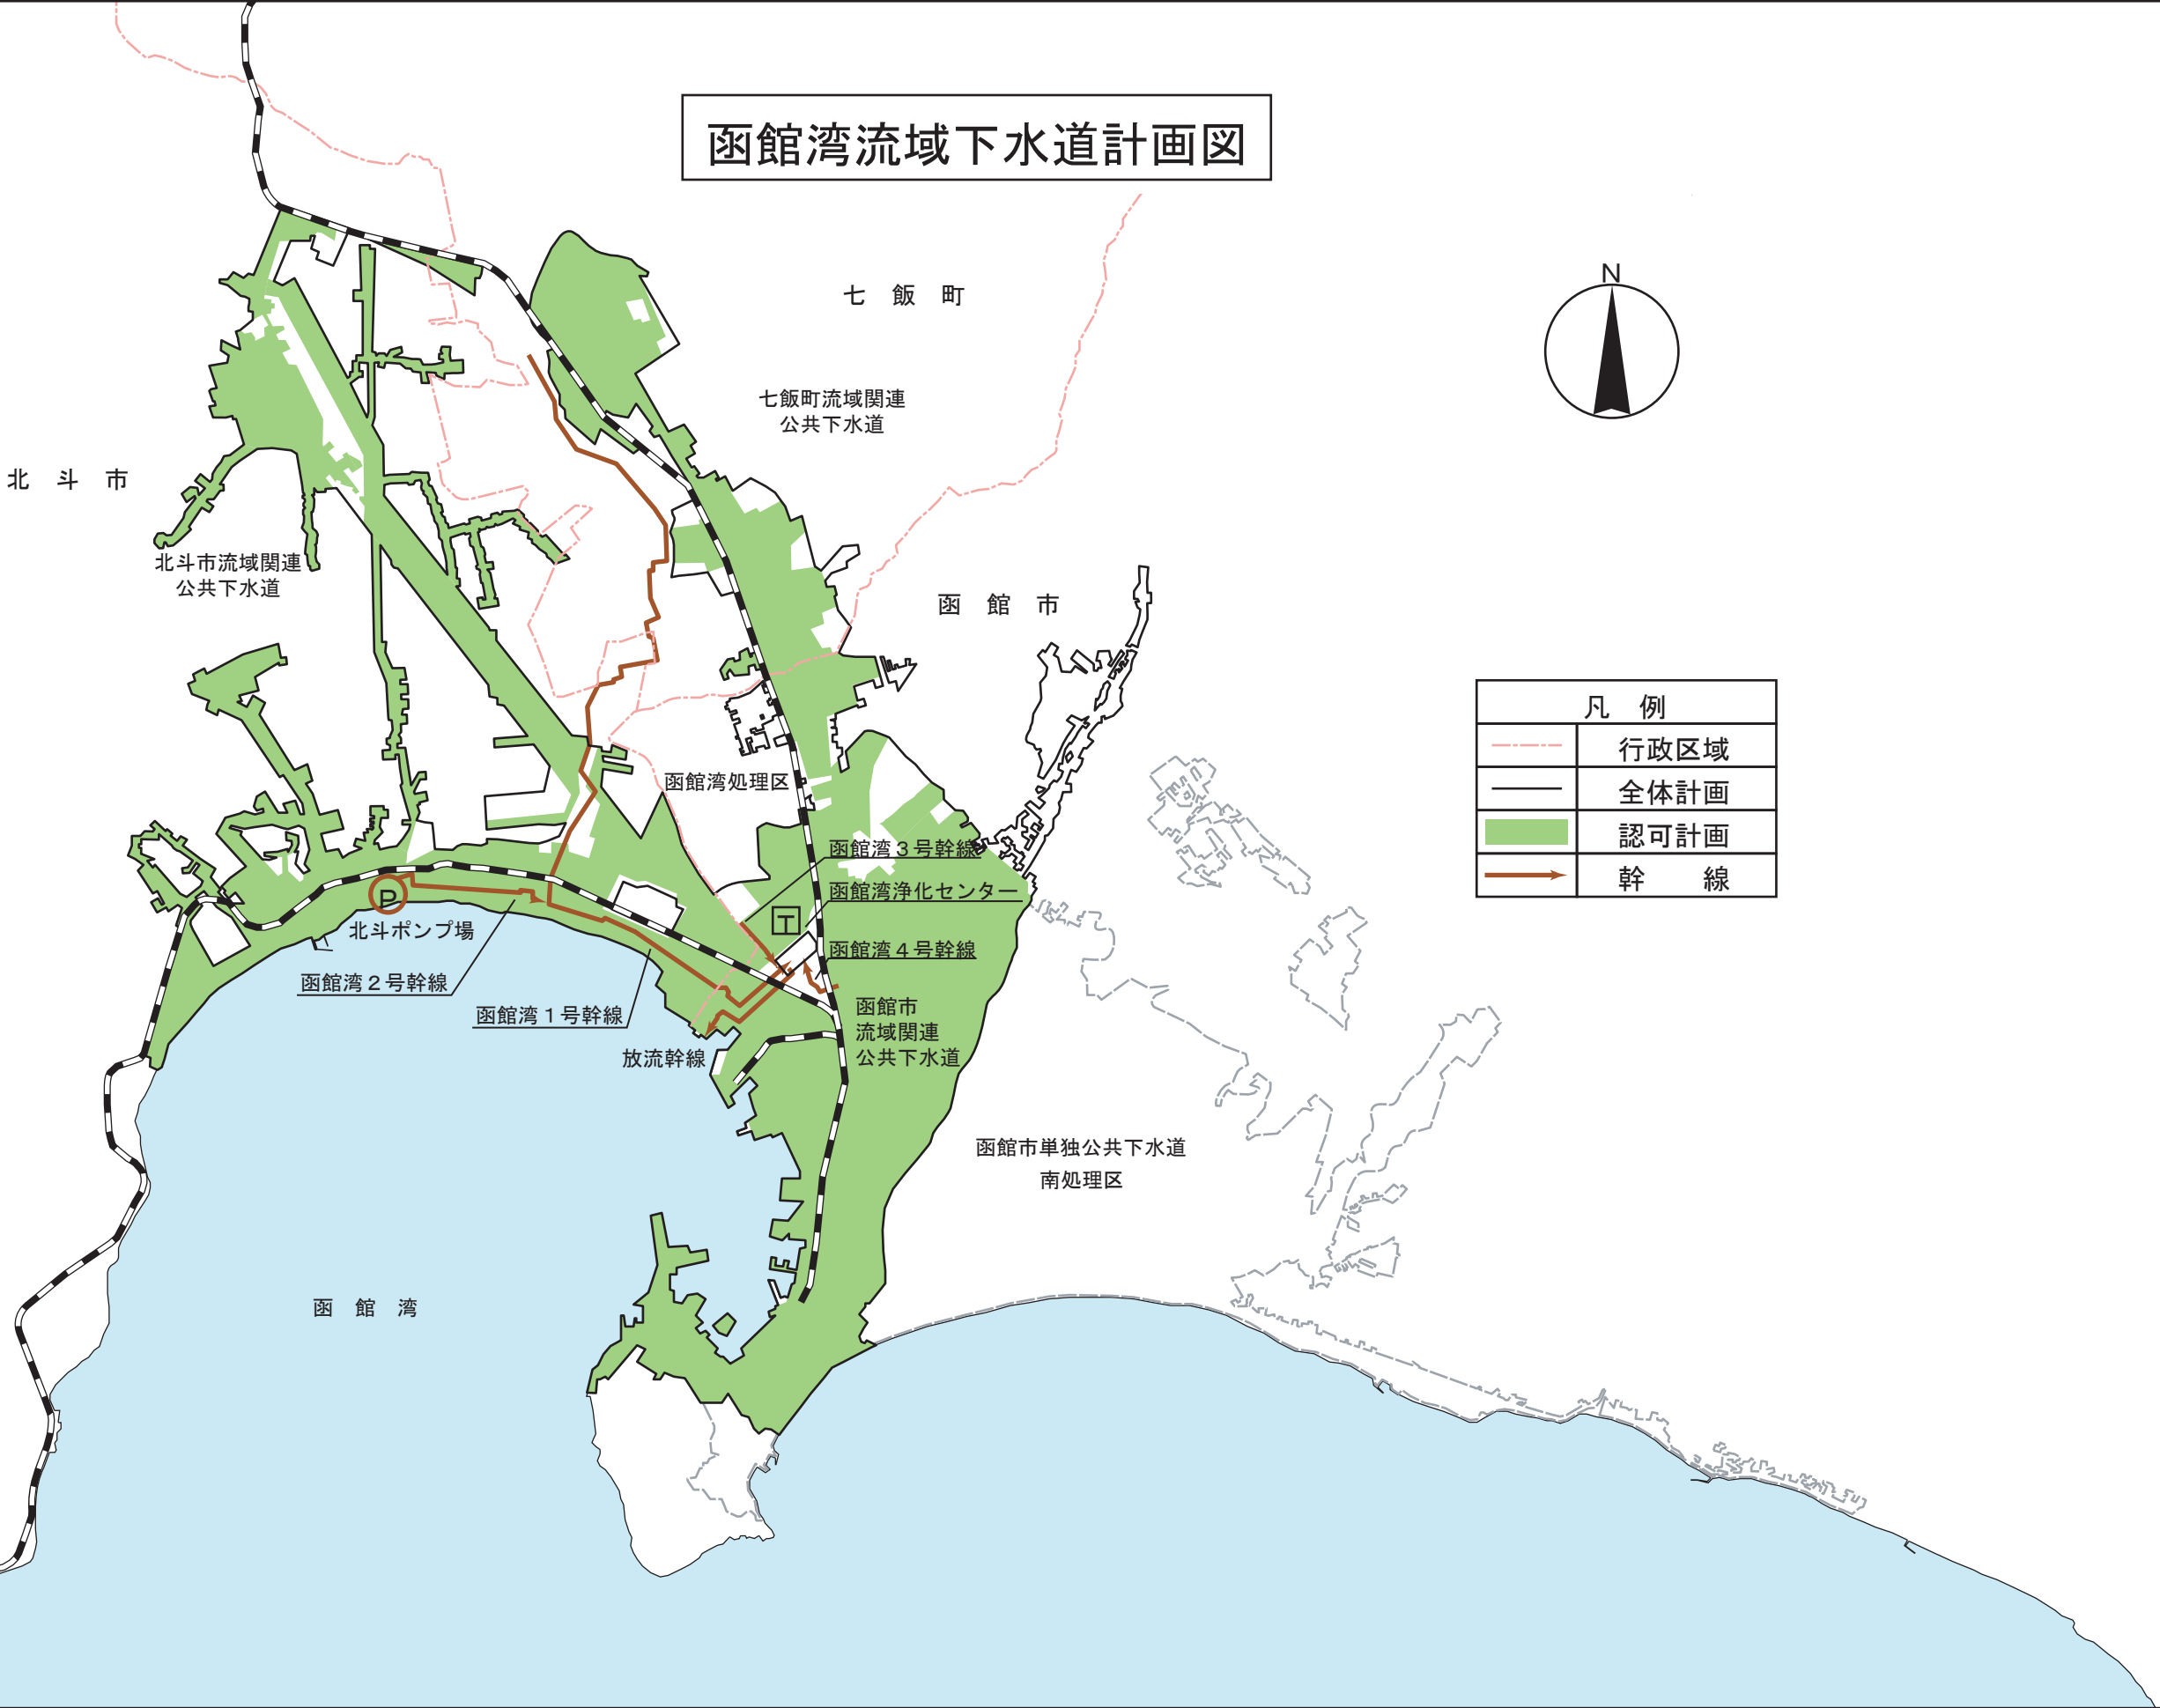 函館湾流域下水道計画図
N
七 飯 町
七飯町流域関連
公共下水道
北 斗 市
北斗市流域関連
公共下水道
函 館 市
凡 例
行政区域
全体計画
認可計画
幹 線
函館湾処理区
函館湾３号幹線
函館湾浄化センター
P
T
北斗ポンプ場
函館湾４号幹線
函館湾２号幹線
函館湾１号幹線
函館市
流域関連
公共下水道
放流幹線
函館市単独公共下水道
南処理区
函 館 湾